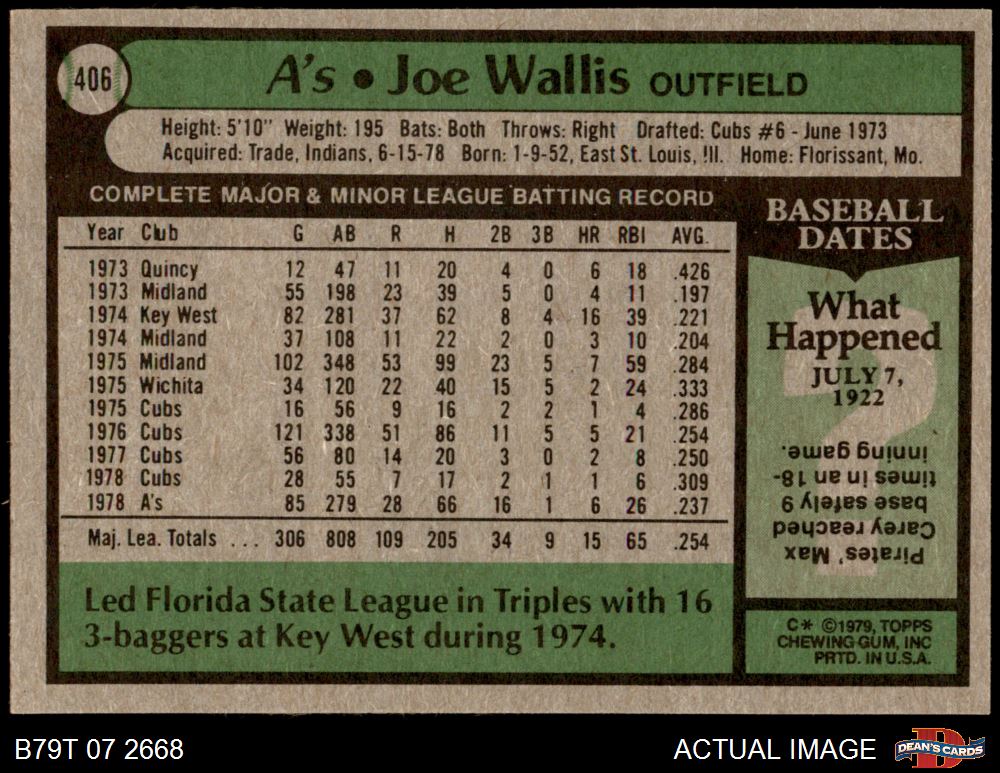 406
A's • Joe Wallis OUTFIELD
Height: 5'10" Weight: 195 Bats: Both Throws: Right Drafted: Cubs #6 - June 1973
Acquired: Trade, Indians, 6-15-78 Born: 1-9-52, East St. Louis, Ill. Home: Florissant, Mo.
COMPLETE MAJOR & MINOR LEAGUE BATTING RECORD
Year Club G AB R H 2B 3B HR RBI AVG.
1973 Quincy 12 47 11 20 4 0 6 18 .426
1973 Midland 55 198 23 39 5 0 4 11 .197
1974 Key West 82 281 37 62 8 4 16 39 .221
1974 Midland 37 108 11 22 2 0 3 10 .204
1975 Midland 102 348 53 99 23 5 7 59 .284
1975 Wichita 34 120 22 40 15 5 2 24 .333
1975 Cubs 16 56 9 16 2 2 1 4 .286
1976 Cubs 121 338 51 86 11 5 5 21 .254
1977 Cubs 56 80 14 20 3 0 2 8 .250
1978 Cubs 28 55 7 17 2 1 1 6 .309
1978 A's 85 279 28 66 16 1 6 26 .237
Maj. Lea. Totals ... 306 808 109 205 34 9 15 65 .254
Led Florida State League in Triples with 16
3-baggers at Key West during 1974.
BASEBALL
DATES
What
Happened
JULY 7,
1922
Pirates' Max
Carey reached
base safely 9
times in an 18-
inning game.
C* ©1979, TOPPS
CHEWING GUM, INC
PRTD. IN U.S.A.
B79T 07 2668
ACTUAL IMAGE
D
DEAN'S CARDS